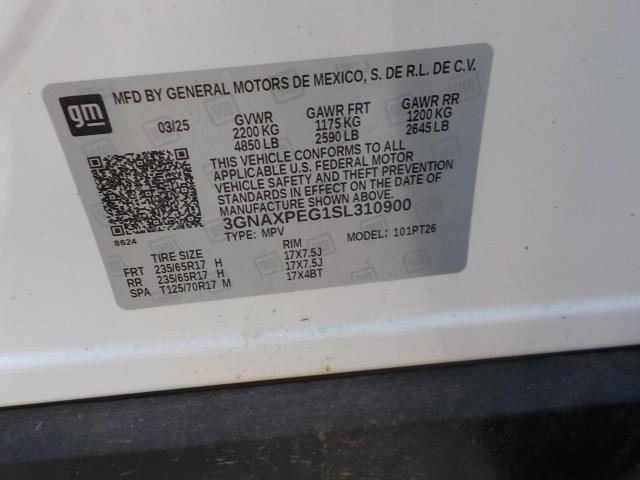 gm
MFD BY GENERAL MOTORS DE MEXICO, S. DE R.L. DE C.V.
03/25 GVWR GAWR FRT GAWR RR
2200 KG 1175 KG 1200 KG
4850 LB 2590 LB 2645 LB
THIS VEHICLE CONFORMS TO ALL
APPLICABLE U.S. FEDERAL MOTOR
VEHICLE SAFETY AND THEFT PREVENTION
STANDARDS IN EFFECT ON THE DATE OF
MANUFACTURE SHOWN ABOVE
3GNAXPEG1SL310900
8624 TYPE: MPV MODEL: 101PT26
TIRE SIZE RIM
FRT 235/65R17 H 17X7.5J
RR 235/65R17 H 17X7.5J
SPA T125/70R17 M 17X4BT